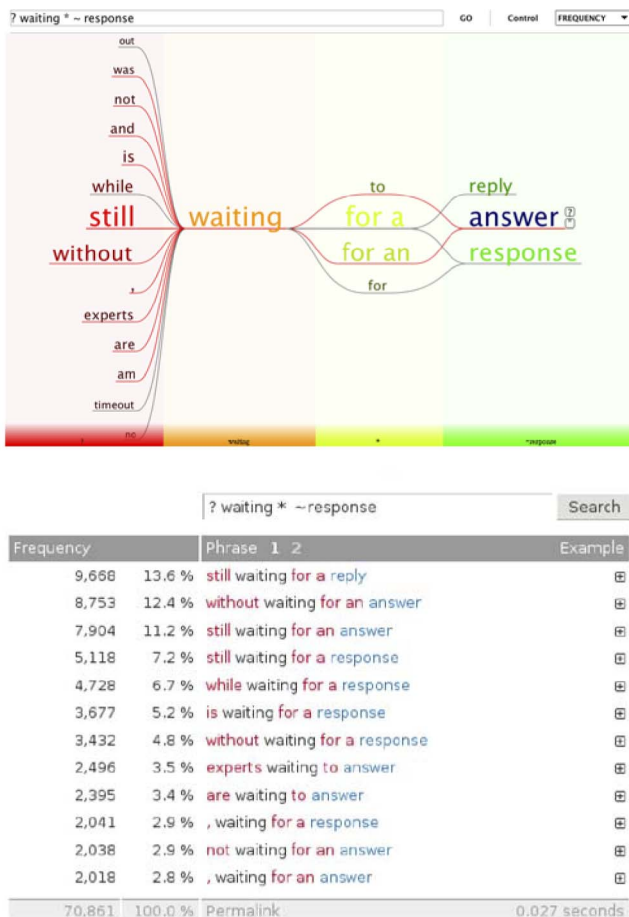 ? waiting * ~ response GO Control FREQUENCY
out
was
not
and
is
while
still
without
,
experts
are
am
timeout
no
waiting
to
for a
for an
for
reply
answer ? *
response
? waiting * ~response
? waiting * ~response Search
Frequency Phrase 1 2 Example
9,668 13.6 % still waiting for a reply
8,753 12.4 % without waiting for an answer
7,904 11.2 % still waiting for an answer
5,118 7.2 % still waiting for a response
4,728 6.7 % while waiting for a response
3,677 5.2 % is waiting for a response
3,432 4.8 % without waiting for a response
2,496 3.5 % experts waiting to answer
2,395 3.4 % are waiting to answer
2,041 2.9 % , waiting for a response
2,038 2.9 % not waiting for an answer
2,018 2.8 % , waiting for an answer
70,861 100.0 % Permalink 0.027 seconds